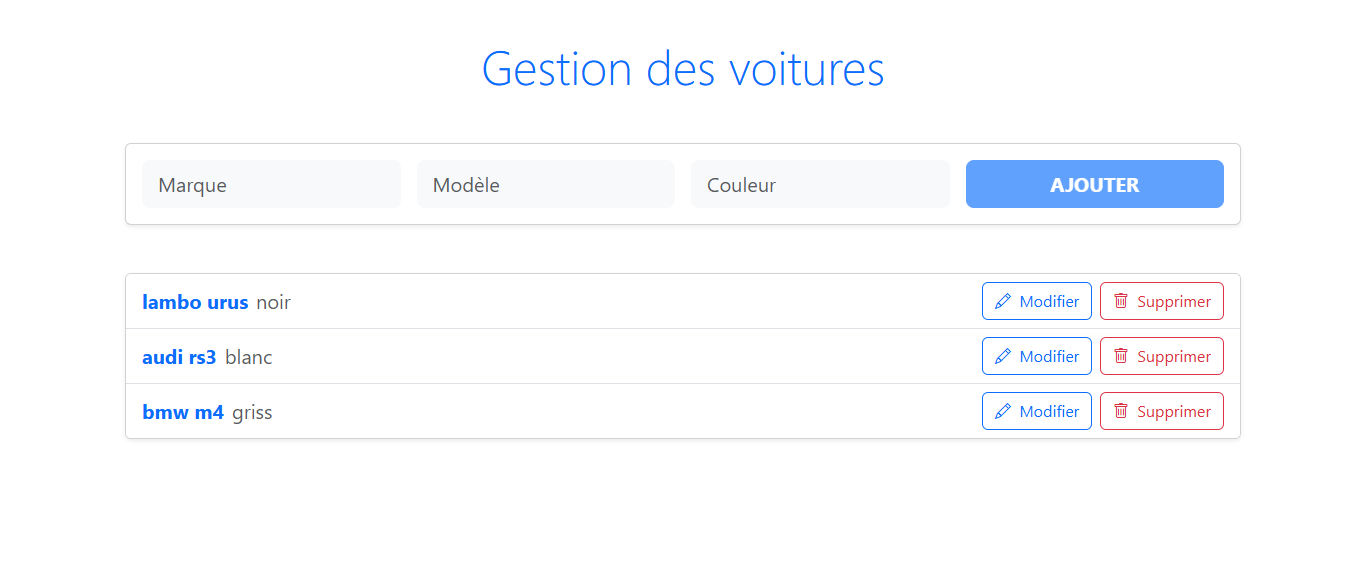 Gestion des voitures
Marque Modèle Couleur AJOUTER
lambo urus noir Modifier Supprimer
audi rs3 blanc Modifier Supprimer
bmw m4 griss Modifier Supprimer